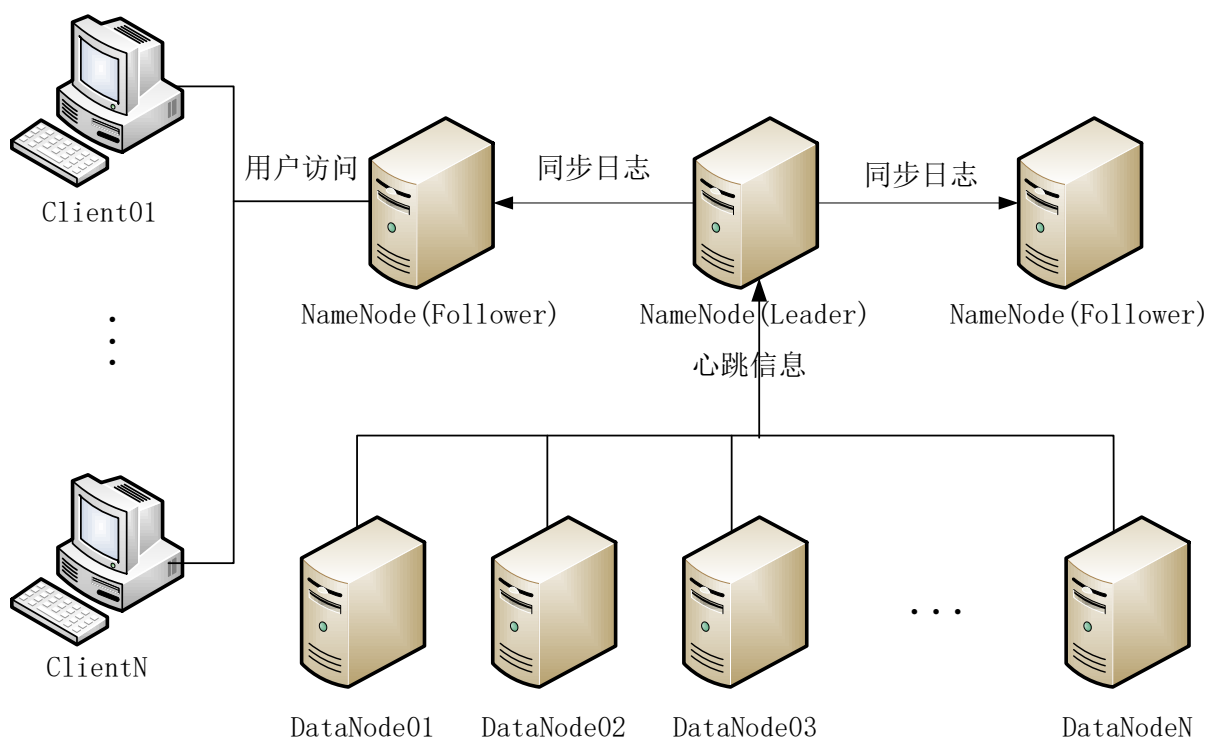 用户访问
同步日志
同步日志
Client01
NameNode(Follower)
NameNode(Leader)
NameNode(Follower)
心跳信息
ClientN
DataNode01
DataNode02
DataNode03
DataNodeN